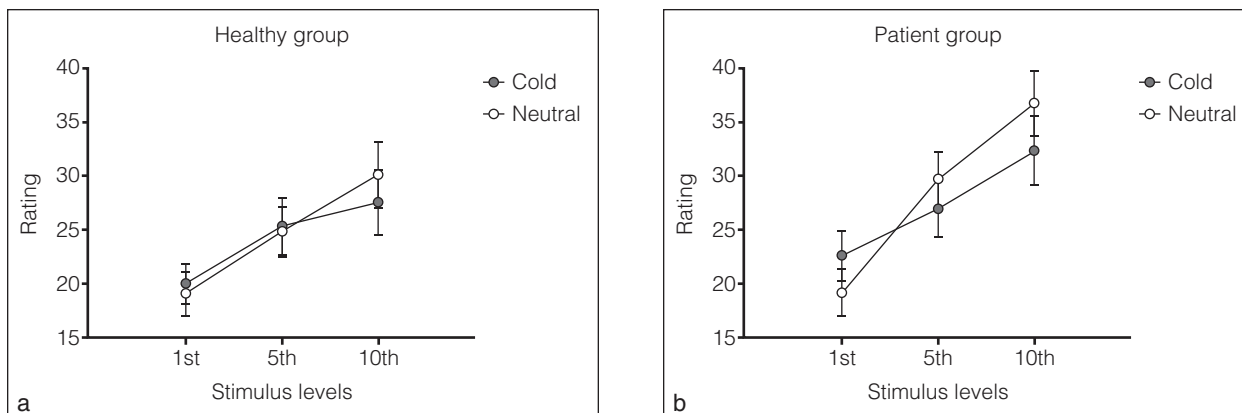 Healthy group
40
35
30
25
20
15
Rating
1st 5th 10th
Stimulus levels
Cold
Neutral
a
Patient group
40
35
30
25
20
15
Rating
1st 5th 10th
Stimulus levels
Cold
Neutral
b